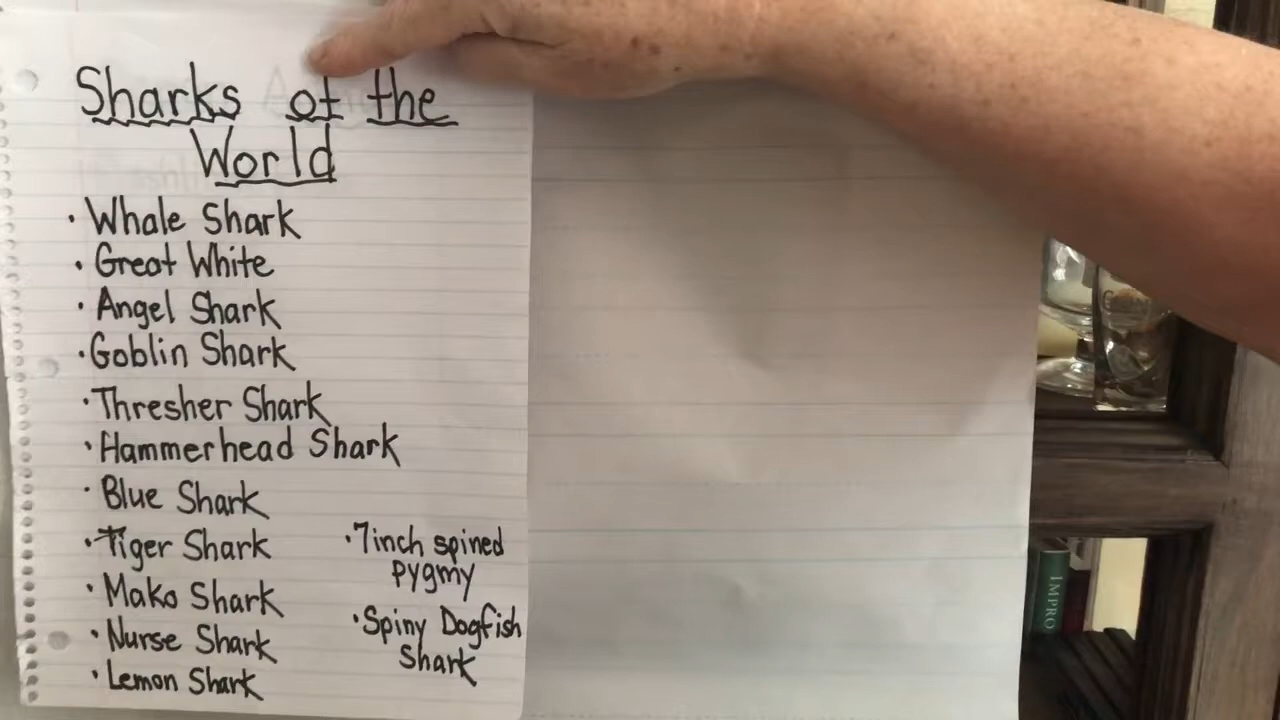 Sharks of the
World
· Whale Shark
· Great White
· Angel Shark
· Goblin Shark
· Thresher Shark
· Hammerhead Shark
· Blue Shark
· Tiger Shark
· Mako Shark
· Nurse Shark
· Lemon Shark
· 7inch spined
pygmy
· Spiny Dogfish
Shark
IMPRO